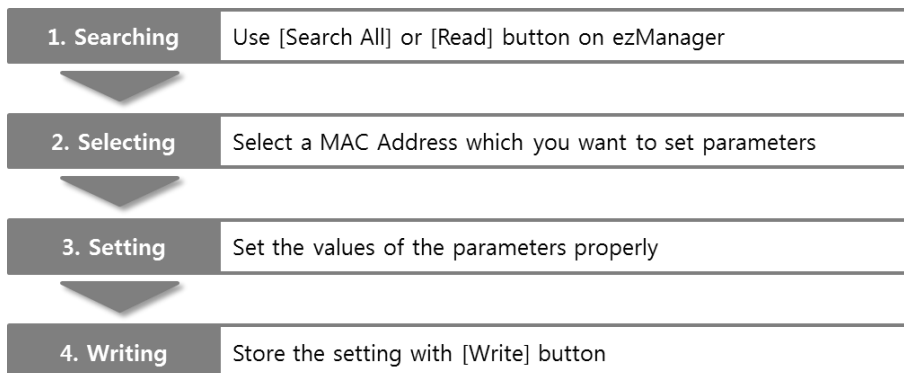 1. Searching Use [Search All] or [Read] button on ezManager
2. Selecting Select a MAC Address which you want to set parameters
3. Setting Set the values of the parameters properly
4. Writing Store the setting with [Write] button